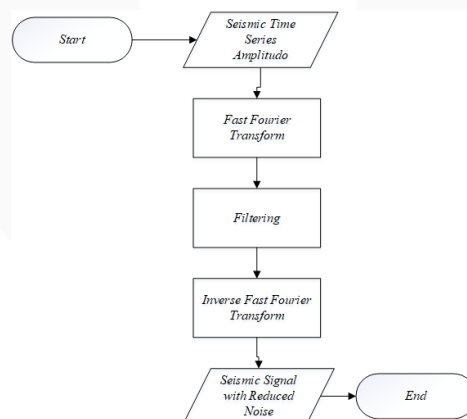 Start
Seismic Time
Series
Amplitudo
Fast Fourier
Transform
Filtering
Inverse Fast Fourier
Transform
Seismic Signal
with Reduced
Noise
End